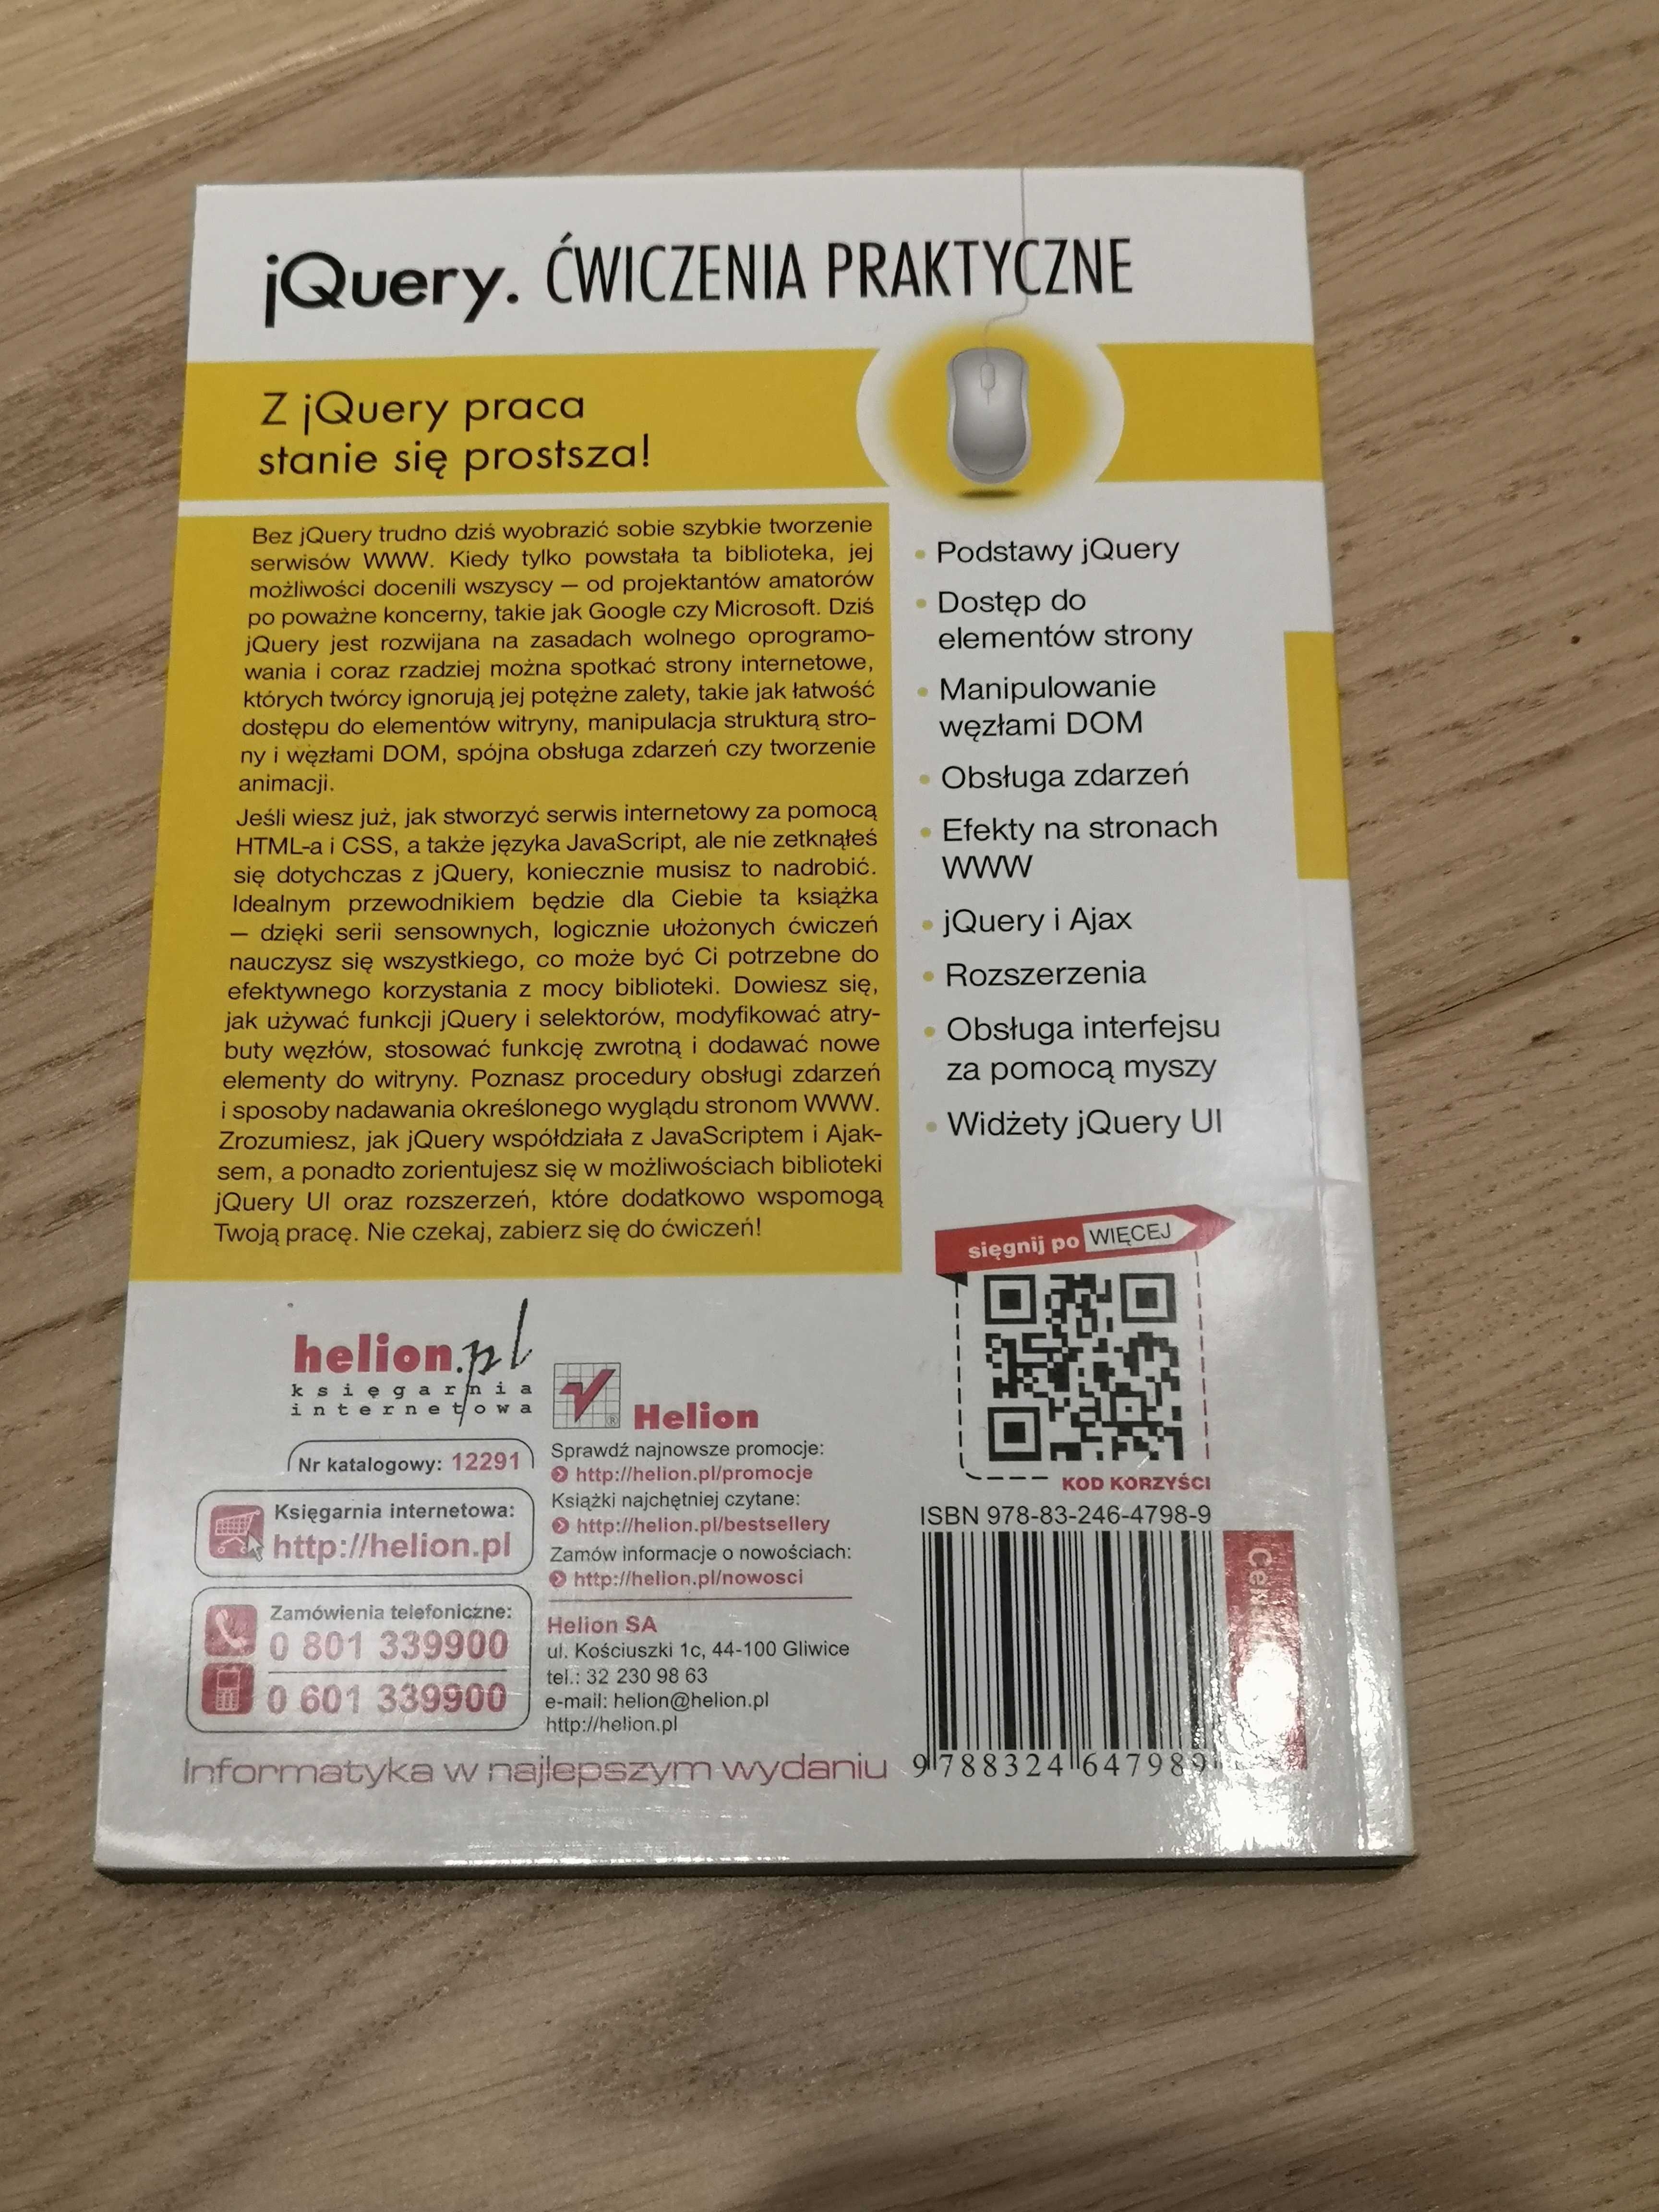 jQuery. ĆWICZENIA PRAKTYCZNE
Z jQuery praca
stanie się prostsza!
Bez jQuery trudno dziś wyobrazić sobie szybkie tworzenie
serwisów WWW. Kiedy tylko powstała ta biblioteka, jej
możliwości docenili wszyscy — od projektantów amatorów
po poważne koncerny, takie jak Google czy Microsoft. Dziś
jQuery jest rozwijana na zasadach wolnego oprogramo-
wania i coraz rzadziej można spotkać strony internetowe,
których twórcy ignorują jej potężne zalety, takie jak łatwość
dostępu do elementów witryny, manipulacja strukturą stro-
ny i węzłami DOM, spójna obsługa zdarzeń czy tworzenie
animacji.
Jeśli wiesz już, jak stworzyć serwis internetowy za pomocą
HTML-a i CSS, a także języka JavaScript, ale nie zetknąłeś
się dotychczas z jQuery, koniecznie musisz to nadrobić.
Idealnym przewodnikiem będzie dla Ciebie ta książka
— dzięki serii sensownych, logicznie ułożonych ćwiczeń
nauczysz się wszystkiego, co może być Ci potrzebne do
efektywnego korzystania z mocy biblioteki. Dowiesz się,
jak używać funkcji jQuery i selektorów, modyfikować atry-
buty węzłów, stosować funkcję zwrotną i dodawać nowe
elementy do witryny. Poznasz procedury obsługi zdarzeń
i sposoby nadawania określonego wyglądu stronom WWW.
Zrozumiesz, jak jQuery współdziała z JavaScriptem i Ajak-
sem, a ponadto zorientujesz się w możliwościach biblioteki
jQuery UI oraz rozszerzeń, które dodatkowo wspomogą
Twoją pracę. Nie czekaj, zabierz się do ćwiczeń!
• Podstawy jQuery
• Dostęp do
elementów strony
• Manipulowanie
węzłami DOM
• Obsługa zdarzeń
• Efekty na stronach
WWW
• jQuery i Ajax
• Rozszerzenia
• Obsługa interfejsu
za pomocą myszy
• Widżety jQuery UI
sięgnij po WIĘCEJ
KOD KORZYŚCI
helion.pl
księgarnia
internetowa
Nr katalogowy: 12291
Księgarnia internetowa:
http://helion.pl
Zamówienia telefoniczne:
0 801 339900
0 601 339900
® Helion
Sprawdź najnowsze promocje:
http://helion.pl/promocje
Książki najchętniej czytane:
http://helion.pl/bestsellery
Zamów informacje o nowościach:
http://helion.pl/nowosci
Helion SA
ul. Kościuszki 1c, 44-100 Gliwice
tel.: 32 230 98 63
e-mail: helion@helion.pl
http://helion.pl
Informatyka w najlepszym wydaniu
ISBN 978-83-246-4798-9
9 788324 647989